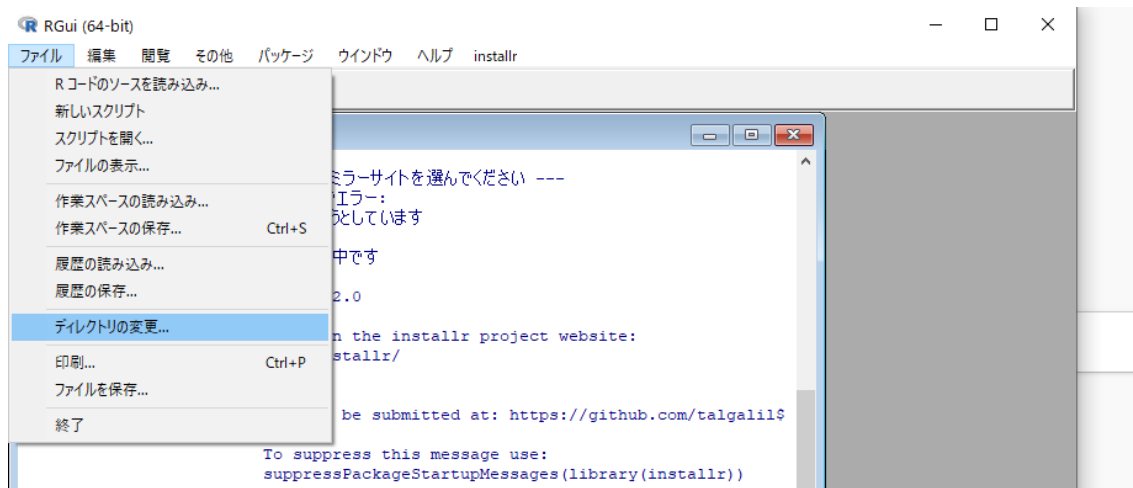 RGui (64-bit)
ファイル 編集 閲覧 その他 パッケージ ウインドウ ヘルプ installr
R コードのソースを読み込み...
新しいスクリプト
スクリプトを開く...
ファイルの表示...
作業スペースの読み込み...
作業スペースの保存... Ctrl+S
履歴の読み込み...
履歴の保存...
ディレクトリの変更...
印刷... Ctrl+P
ファイルを保存...
終了
ミラーサイトを選んでください ---
エラー:
うとしています
中です
2.0
n the installr project website:
stallr/
be submitted at: https://github.com/talgalil$
To suppress this message use:
suppressPackageStartupMessages(library(installr))